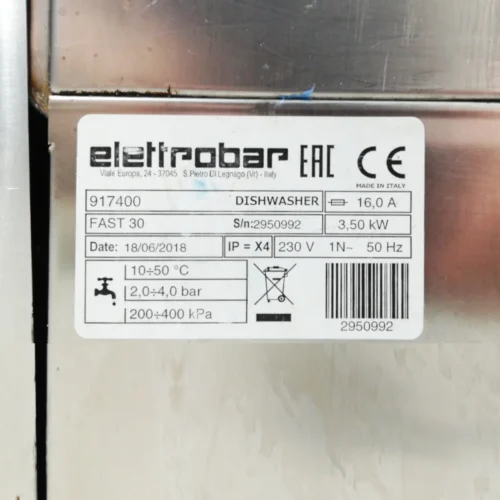 elettrobar EAC CE
Viale Europa, 24 - 37045 S.Pietro Di Legnago (Vr) - Italy
MADE IN ITALY
917400 DISHWASHER 16,0 A
FAST 30 S/n:2950992 3,50 kW
Date: 18/06/2018 IP = X4 230 V 1N~ 50 Hz
10÷50 °C
2,0÷4,0 bar
200÷400 kPa
2950992